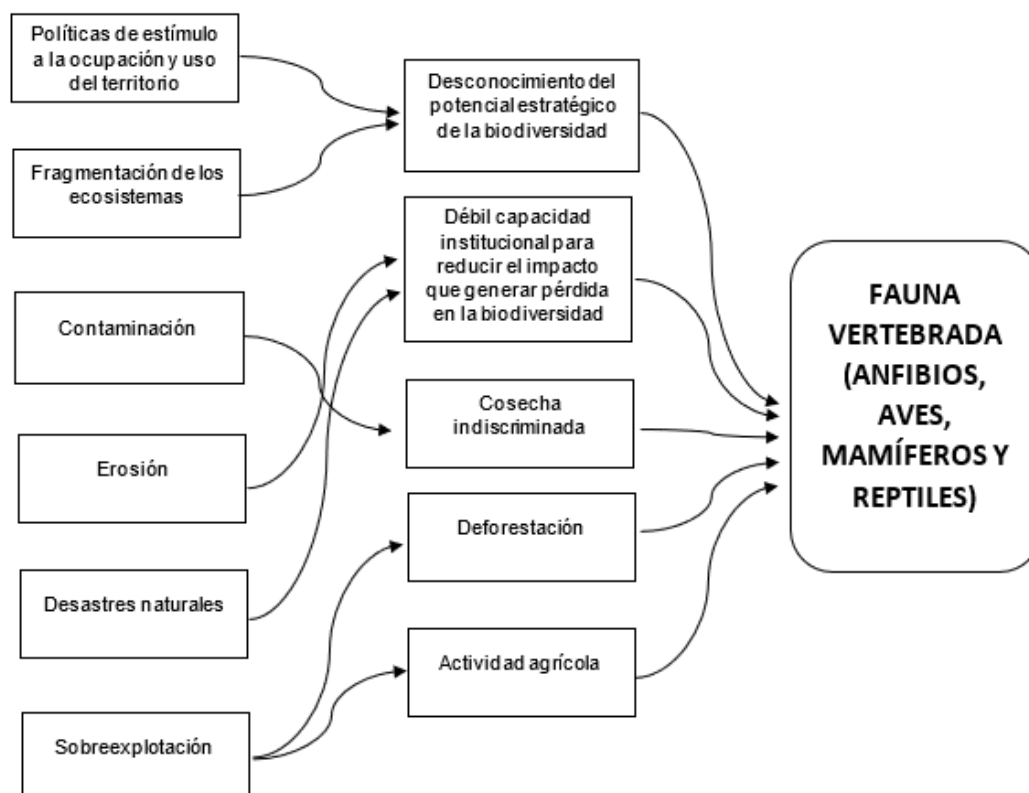 Políticas de estímulo
a la ocupación y uso
del territorio
Fragmentación de los
ecosistemas
Contaminación
Erosión
Desastres naturales
Sobreexplotación
Desconocimiento del
potencial estratégico
de la biodiversidad
Débil capacidad
institucional para
reducir el impacto
que generar pérdida
en la biodiversidad
Cosecha
indiscriminada
Deforestación
Actividad agrícola
FAUNA
VERTEBRADA
(ANFIBIOS,
AVES,
MAMÍFEROS Y
REPTILES)